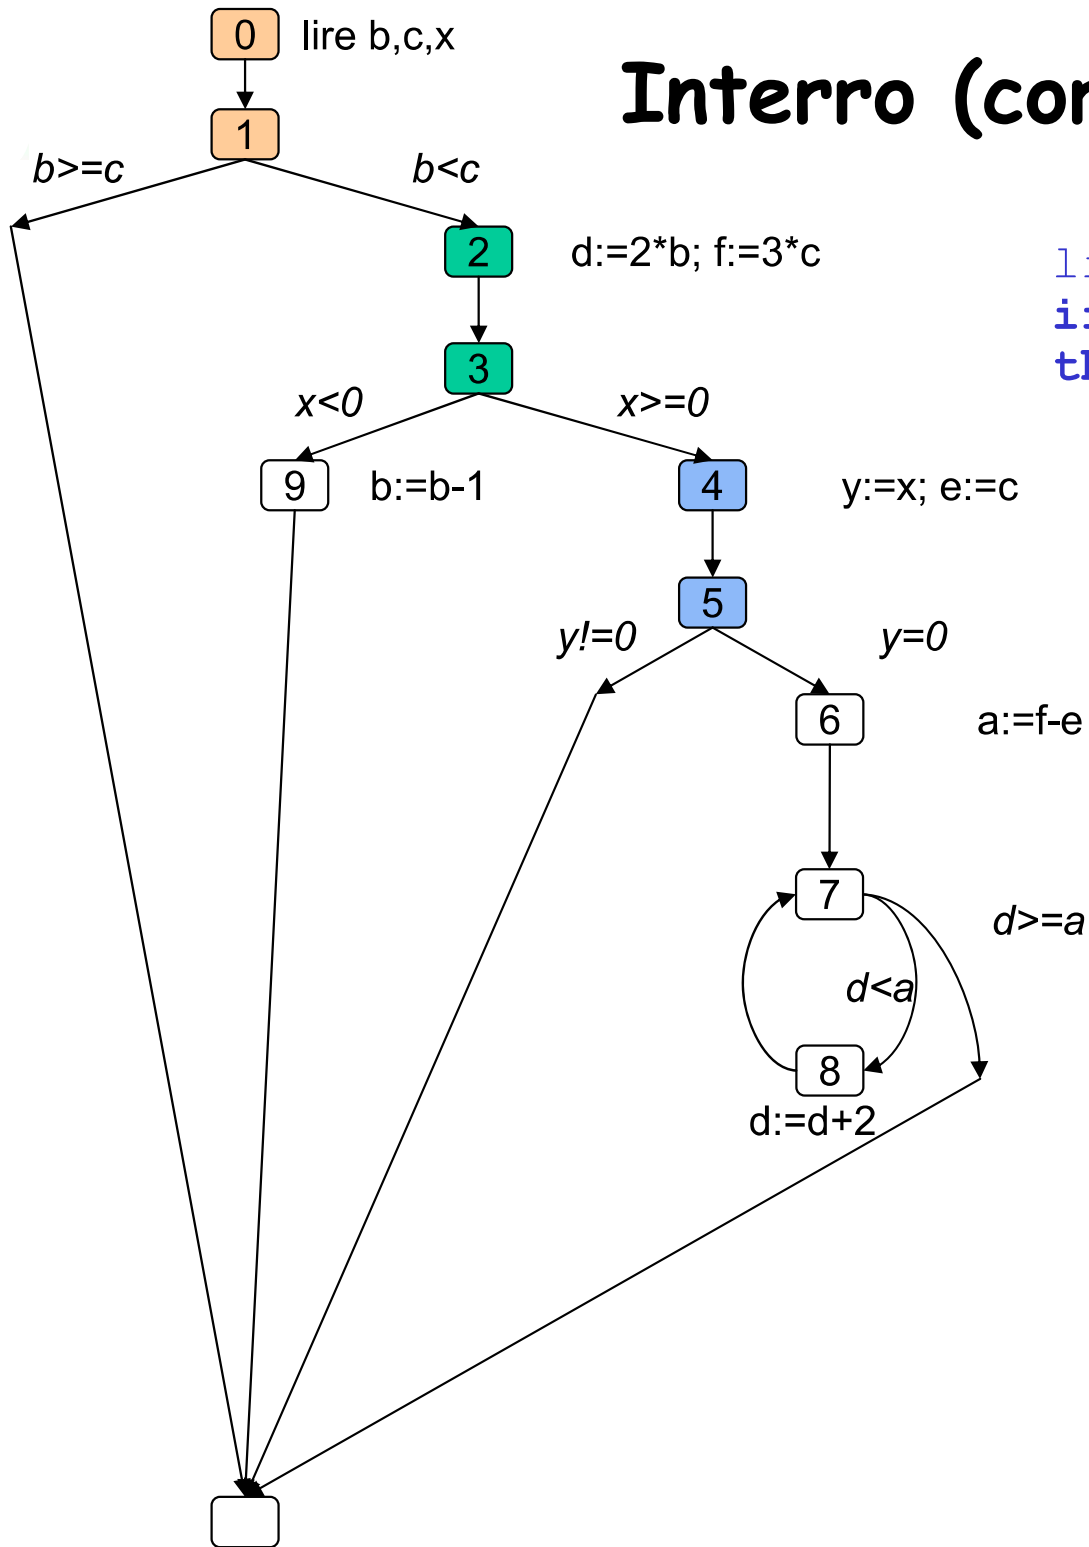 0 lire b,c,x
Interro
1
b>=c b<c
2 d:=2*b; f:=3*c
3
x<0 x>=0
9 b:=b-1 4 y:=x; e:=c
5
y!=0 y=0
6 a:=f-e
7
d>=a
d<a
8
d:=d+2